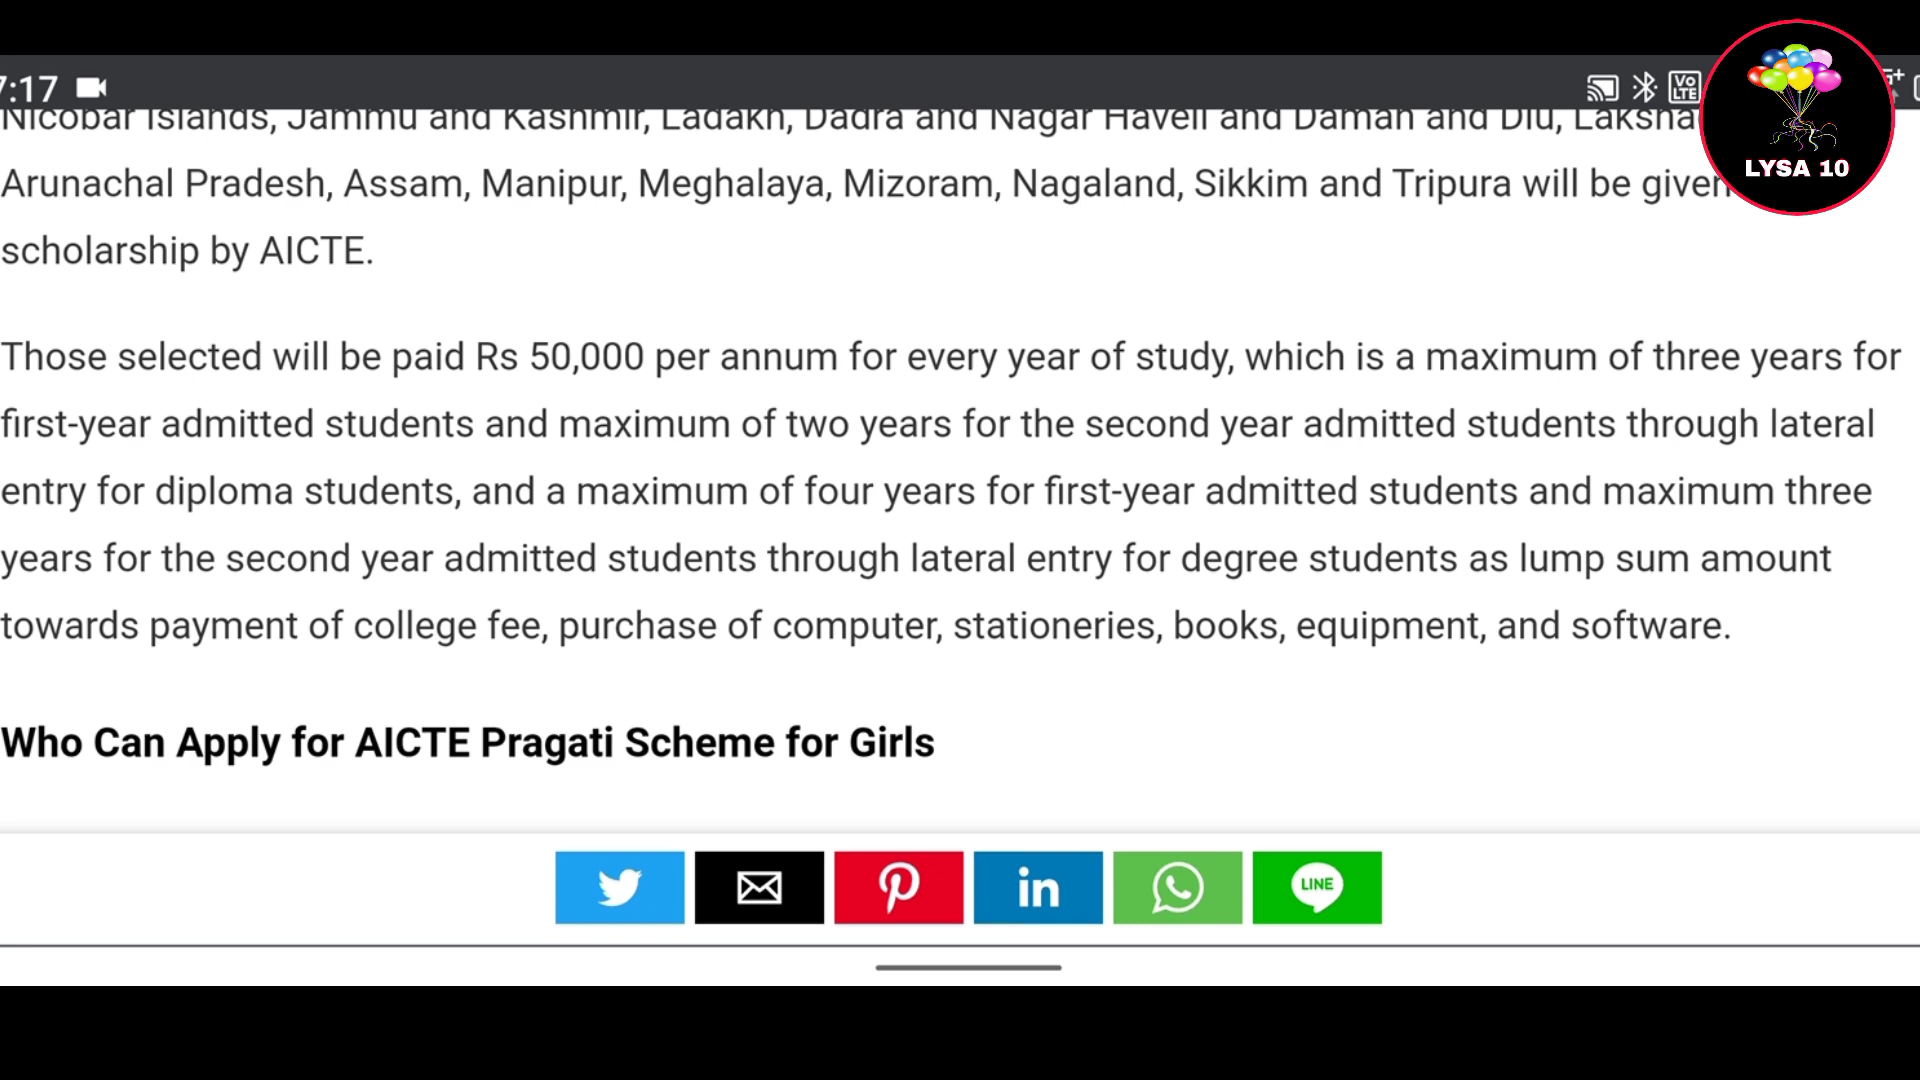 7:17
VO LTE
Nicobar Islands, Jammu and Kashmir, Ladakh, Dadra and Nagar Haveli and Daman and Diu,
Arunachal Pradesh, Assam, Manipur, Meghalaya, Mizoram, Nagaland, Sikkim and Tripura will be given
scholarship by AICTE.
Those selected will be paid Rs 50,000 per annum for every year of study, which is a maximum of three years for
first-year admitted students and maximum of two years for the second year admitted students through lateral
entry for diploma students, and a maximum of four years for first-year admitted students and maximum three
years for the second year admitted students through lateral entry for degree students as lump sum amount
towards payment of college fee, purchase of computer, stationeries, books, equipment, and software.
Who Can Apply for AICTE Pragati Scheme for Girls
in
LINE
LYSA 10